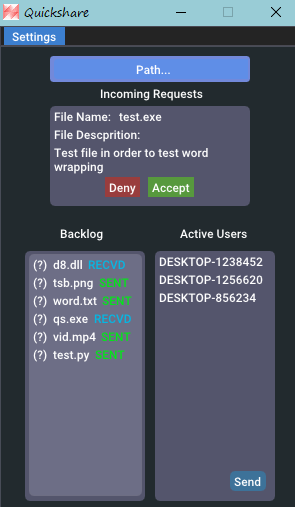 Quickshare
Settings
Path...
Incoming Requests
File Name: test.exe
File Descprition:
Test file in order to test word
wrapping
Deny Accept
Backlog
(?) d8.dll RECVD
(?) tsb.png SENT
(?) word.txt SENT
(?) qs.exe RECVD
(?) vid.mp4 SENT
(?) test.py SENT
Active Users
DESKTOP-1238452
DESKTOP-1256620
DESKTOP-856234
Send